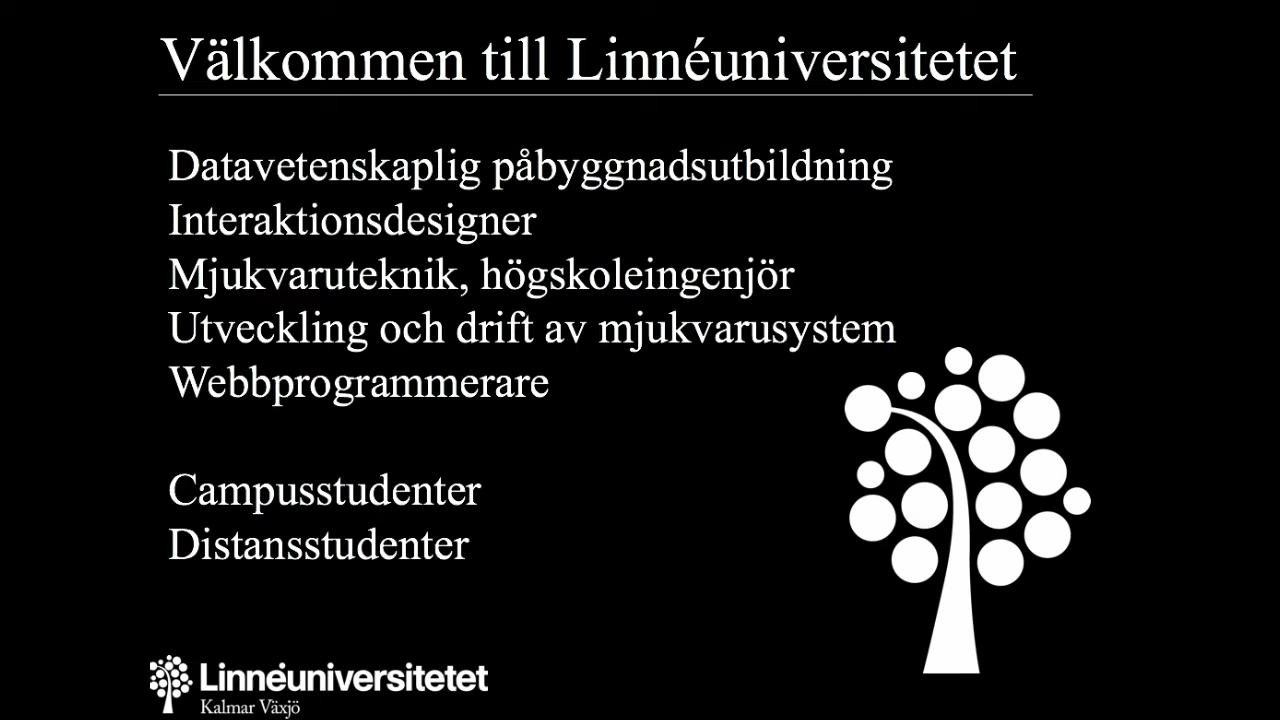 Välkommen till Linnéuniversitetet
Datavetenskaplig påbyggnadsutbildning
Interaktionsdesigner
Mjukvaruteknik, högskoleingenjör
Utveckling och drift av mjukvarusystem
Webbprogrammerare
Campusstudenter
Distansstudenter
Linnéuniversitetet
Kalmar Växjö